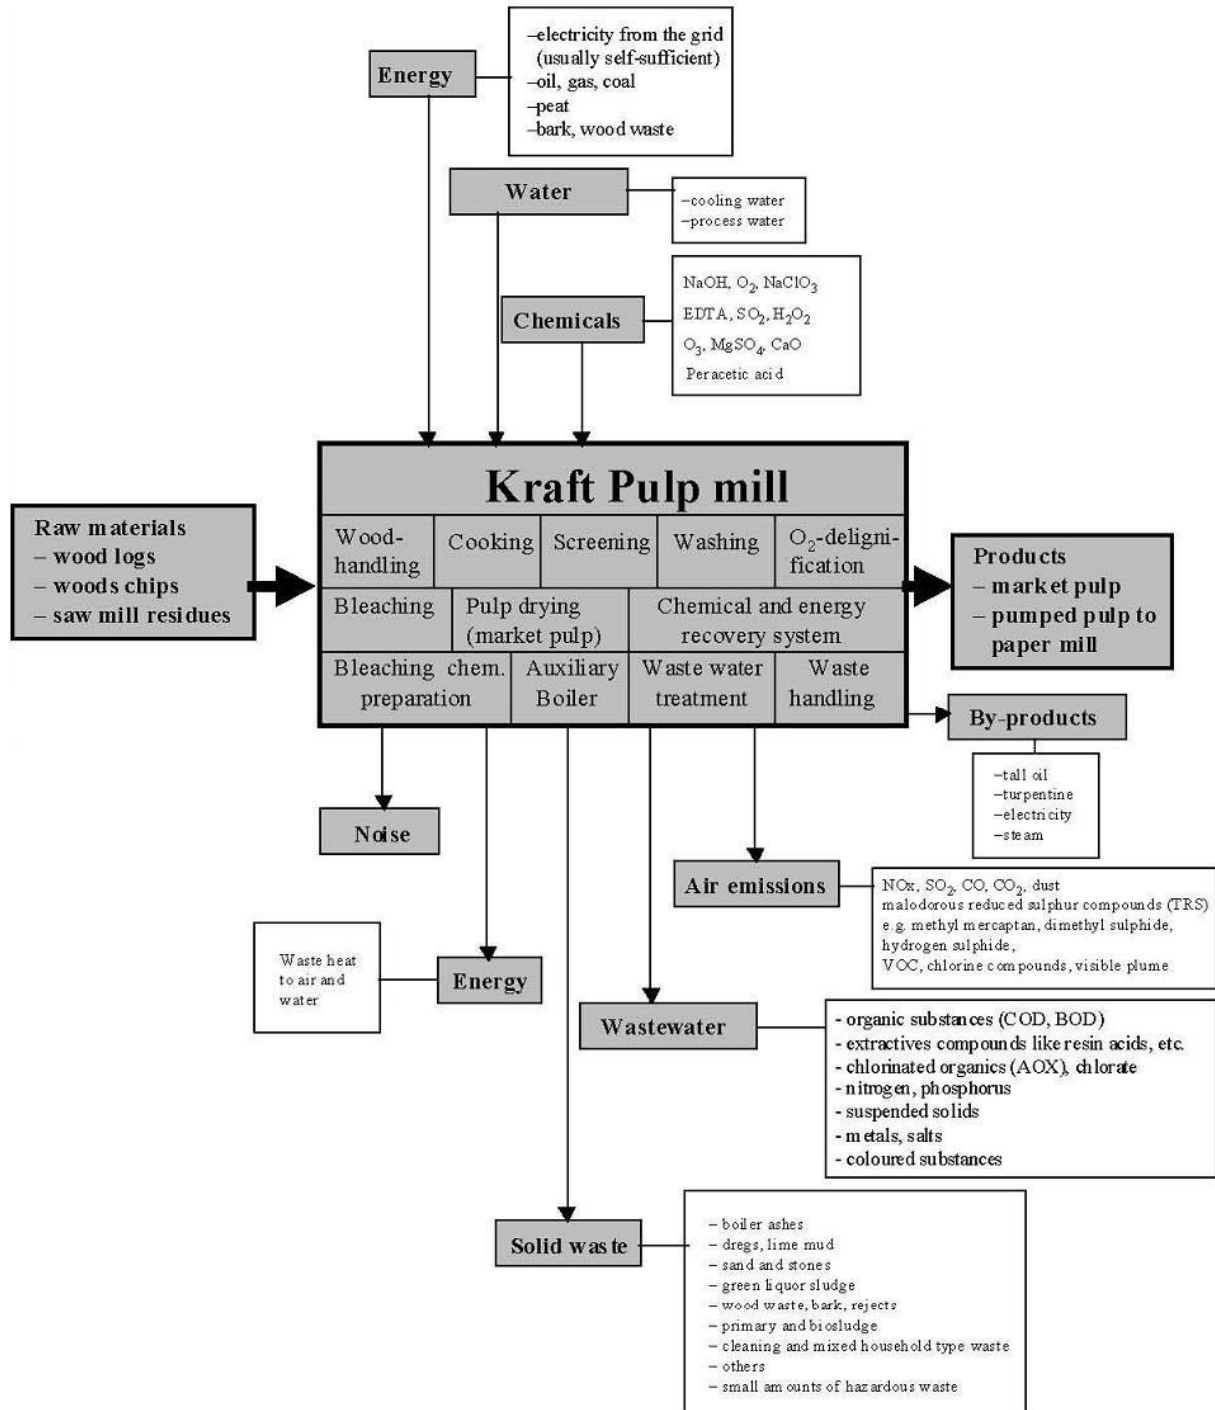 Energy
–electricity from the grid
(usually self-sufficient)
–oil, gas, coal
–peat
–bark, wood waste
Water
–cooling water
–process water
Chemicals
NaOH, O2, NaClO3
EDTA, SO2, H2O2
O3, MgSO4, CaO
Peracetic acid
Raw materials
– wood logs
– woods chips
– saw mill residues
Kraft Pulp mill
Wood-
handling
Cooking
Screening
Washing
O2-deligni-
fication
Bleaching
Pulp drying
(market pulp)
Chemical and energy
recovery system
Bleaching chem.
preparation
Auxiliary
Boiler
Waste water
treatment
Waste
handling
Products
– market pulp
– pumped pulp to
paper mill
By-products
–tall oil
–turpentine
–electricity
–steam
Noise
Air emissions
NOx, SO2, CO, CO2, dust
malodorous reduced sulphur compounds (TRS)
e.g. methyl mercaptan, dimethyl sulphide,
hydrogen sulphide,
VOC, chlorine compounds, visible plume
Waste heat
to air and
water
Energy
Wastewater
- organic substances (COD, BOD)
- extractives compounds like resin acids, etc.
- chlorinated organics (AOX), chlorate
- nitrogen, phosphorus
- suspended solids
- metals, salts
- coloured substances
Solid waste
– boiler ashes
– dregs, lime mud
– sand and stones
– green liquor sludge
– wood waste, bark, rejects
– primary and biosludge
– cleaning and mixed household type waste
– others
– small amounts of hazardous waste